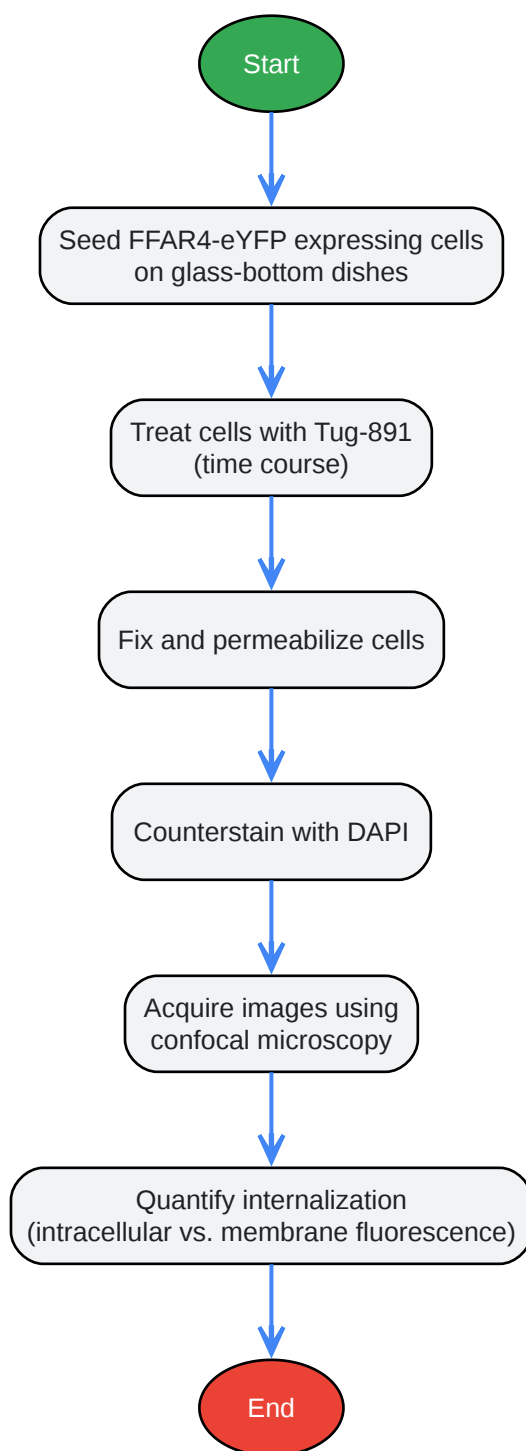 Start
Seed FFAR4-eYFP expressing cells
on glass-bottom dishes
Treat cells with Tug-891
(time course)
Fix and permeabilize cells
Counterstain with DAPI
Acquire images using
confocal microscopy
Quantify internalization
(intracellular vs. membrane fluorescence)
End